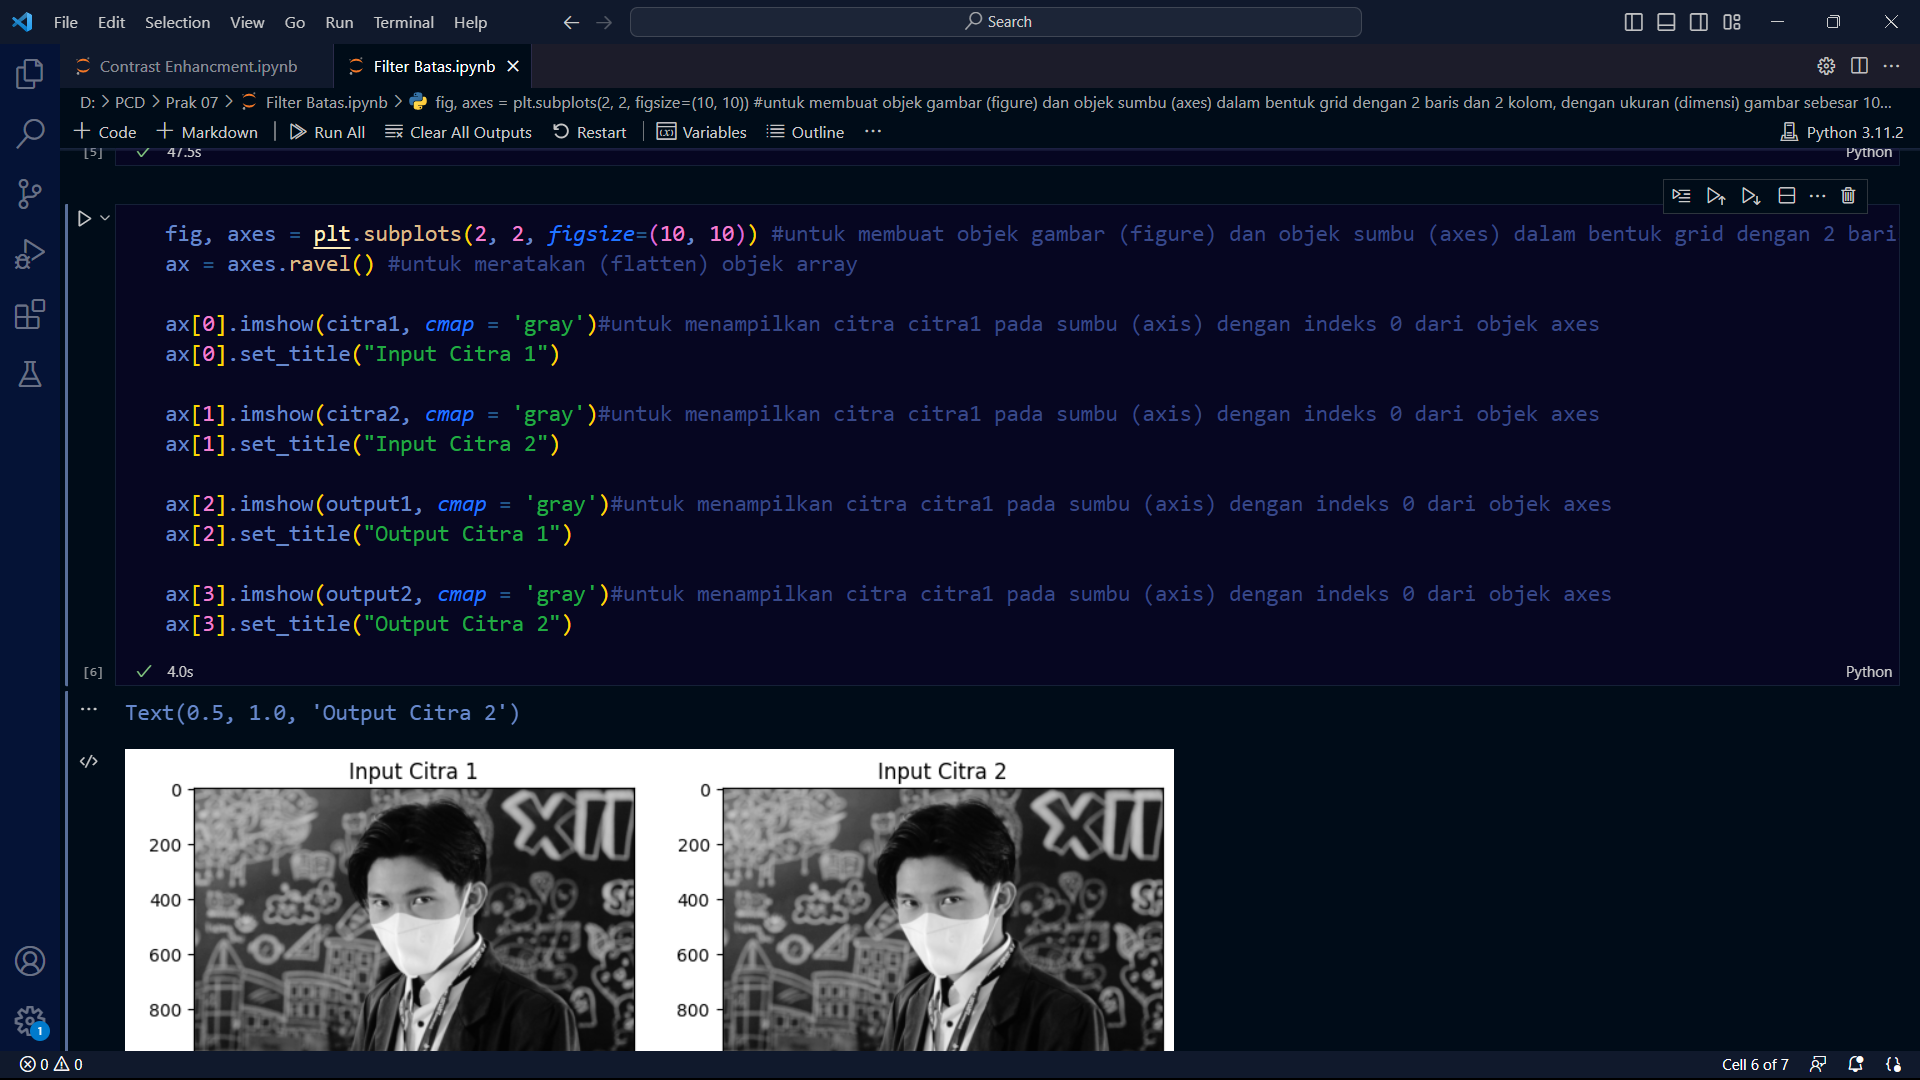 File Edit Selection View Go Run Terminal Help Search
Contrast Enhancment.ipynb Filter Batas.ipynb
D: > PCD > Prak 07 > Filter Batas.ipynb > fig, axes = plt.subplots(2, 2, figsize=(10, 10)) #untuk membuat objek gambar (figure) dan objek sumbu (axes) dalam bentuk grid dengan 2 baris dan 2 kolom, dengan ukuran (dimensi) gambar sebesar 10...
+ Code + Markdown | Run All Clear All Outputs Restart | Variables Outline ... Python 3.11.2
[5] 47.5s Python
fig, axes = plt.subplots(2, 2, figsize=(10, 10)) #untuk membuat objek gambar (figure) dan objek sumbu (axes) dalam bentuk grid dengan 2 bari
ax = axes.ravel() #untuk meratakan (flatten) objek array
ax[0].imshow(citra1, cmap = 'gray')#untuk menampilkan citra citra1 pada sumbu (axis) dengan indeks 0 dari objek axes
ax[0].set_title("Input Citra 1")
ax[1].imshow(citra2, cmap = 'gray')#untuk menampilkan citra citra1 pada sumbu (axis) dengan indeks 0 dari objek axes
ax[1].set_title("Input Citra 2")
ax[2].imshow(output1, cmap = 'gray')#untuk menampilkan citra citra1 pada sumbu (axis) dengan indeks 0 dari objek axes
ax[2].set_title("Output Citra 1")
ax[3].imshow(output2, cmap = 'gray')#untuk menampilkan citra citra1 pada sumbu (axis) dengan indeks 0 dari objek axes
ax[3].set_title("Output Citra 2")
[6] 4.0s Python
Text(0.5, 1.0, 'Output Citra 2')
Input Citra 1 Input Citra 2
0 0
200 200
400 400
600 600
800 800
1
0 0 Cell 6 of 7